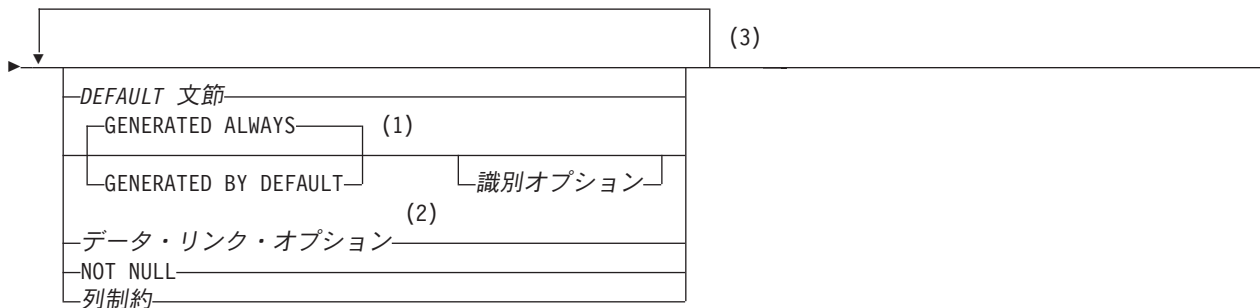 (3)
DEFAULT 文節
GENERATED ALWAYS (1)
GENERATED BY DEFAULT 識別オプション
(2)
データ・リンク・オプション
NOT NULL
列制約